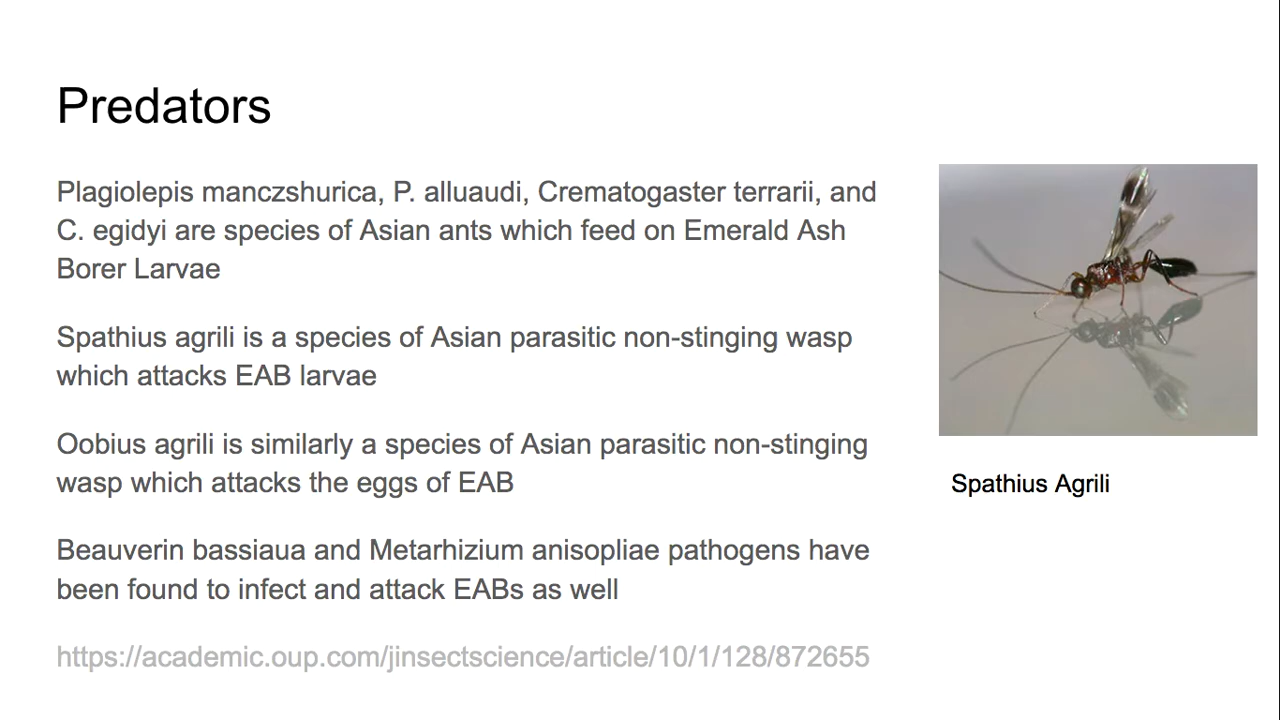 Predators
Plagiolepis manczshurica, P. alluaudi, Crematogaster terrarii, and
C. egidyi are species of Asian ants which feed on Emerald Ash
Borer Larvae
Spathius agrili is a species of Asian parasitic non-stinging wasp
which attacks EAB larvae
Oobius agrili is similarly a species of Asian parasitic non-stinging
wasp which attacks the eggs of EAB
Beauverin bassiaua and Metarhizium anisopliae pathogens have
been found to infect and attack EABs as well
https://academic.oup.com/jinsectscience/article/10/1/128/872655
Spathius Agrili